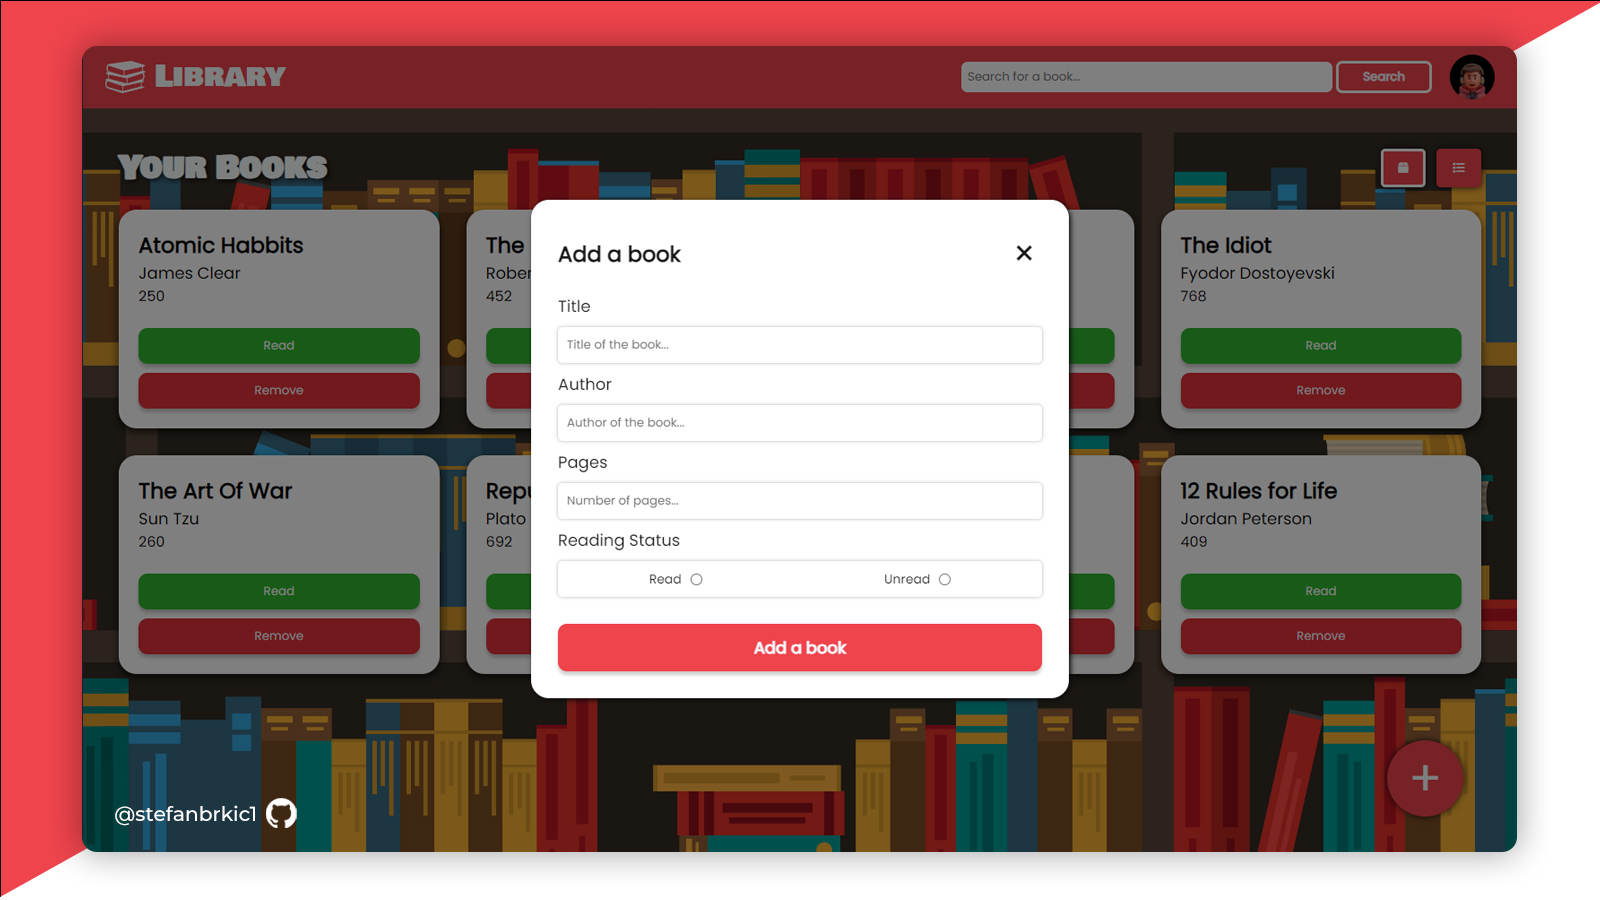 LIBRARY
Search for a book...
Search
YOUR BOOKS
Atomic Habbits
James Clear
250
Read
Remove
The
452
The Idiot
Fyodor Dostoyevski
768
Read
Remove
The Art Of War
Sun Tzu
260
Read
Remove
Plato
692
12 Rules for Life
Jordan Peterson
409
Read
Remove
Add a book
Title
Title of the book...
Author
Author of the book...
Pages
Number of pages...
Reading Status
Read
Unread
Add a book
@stefanbrkic1